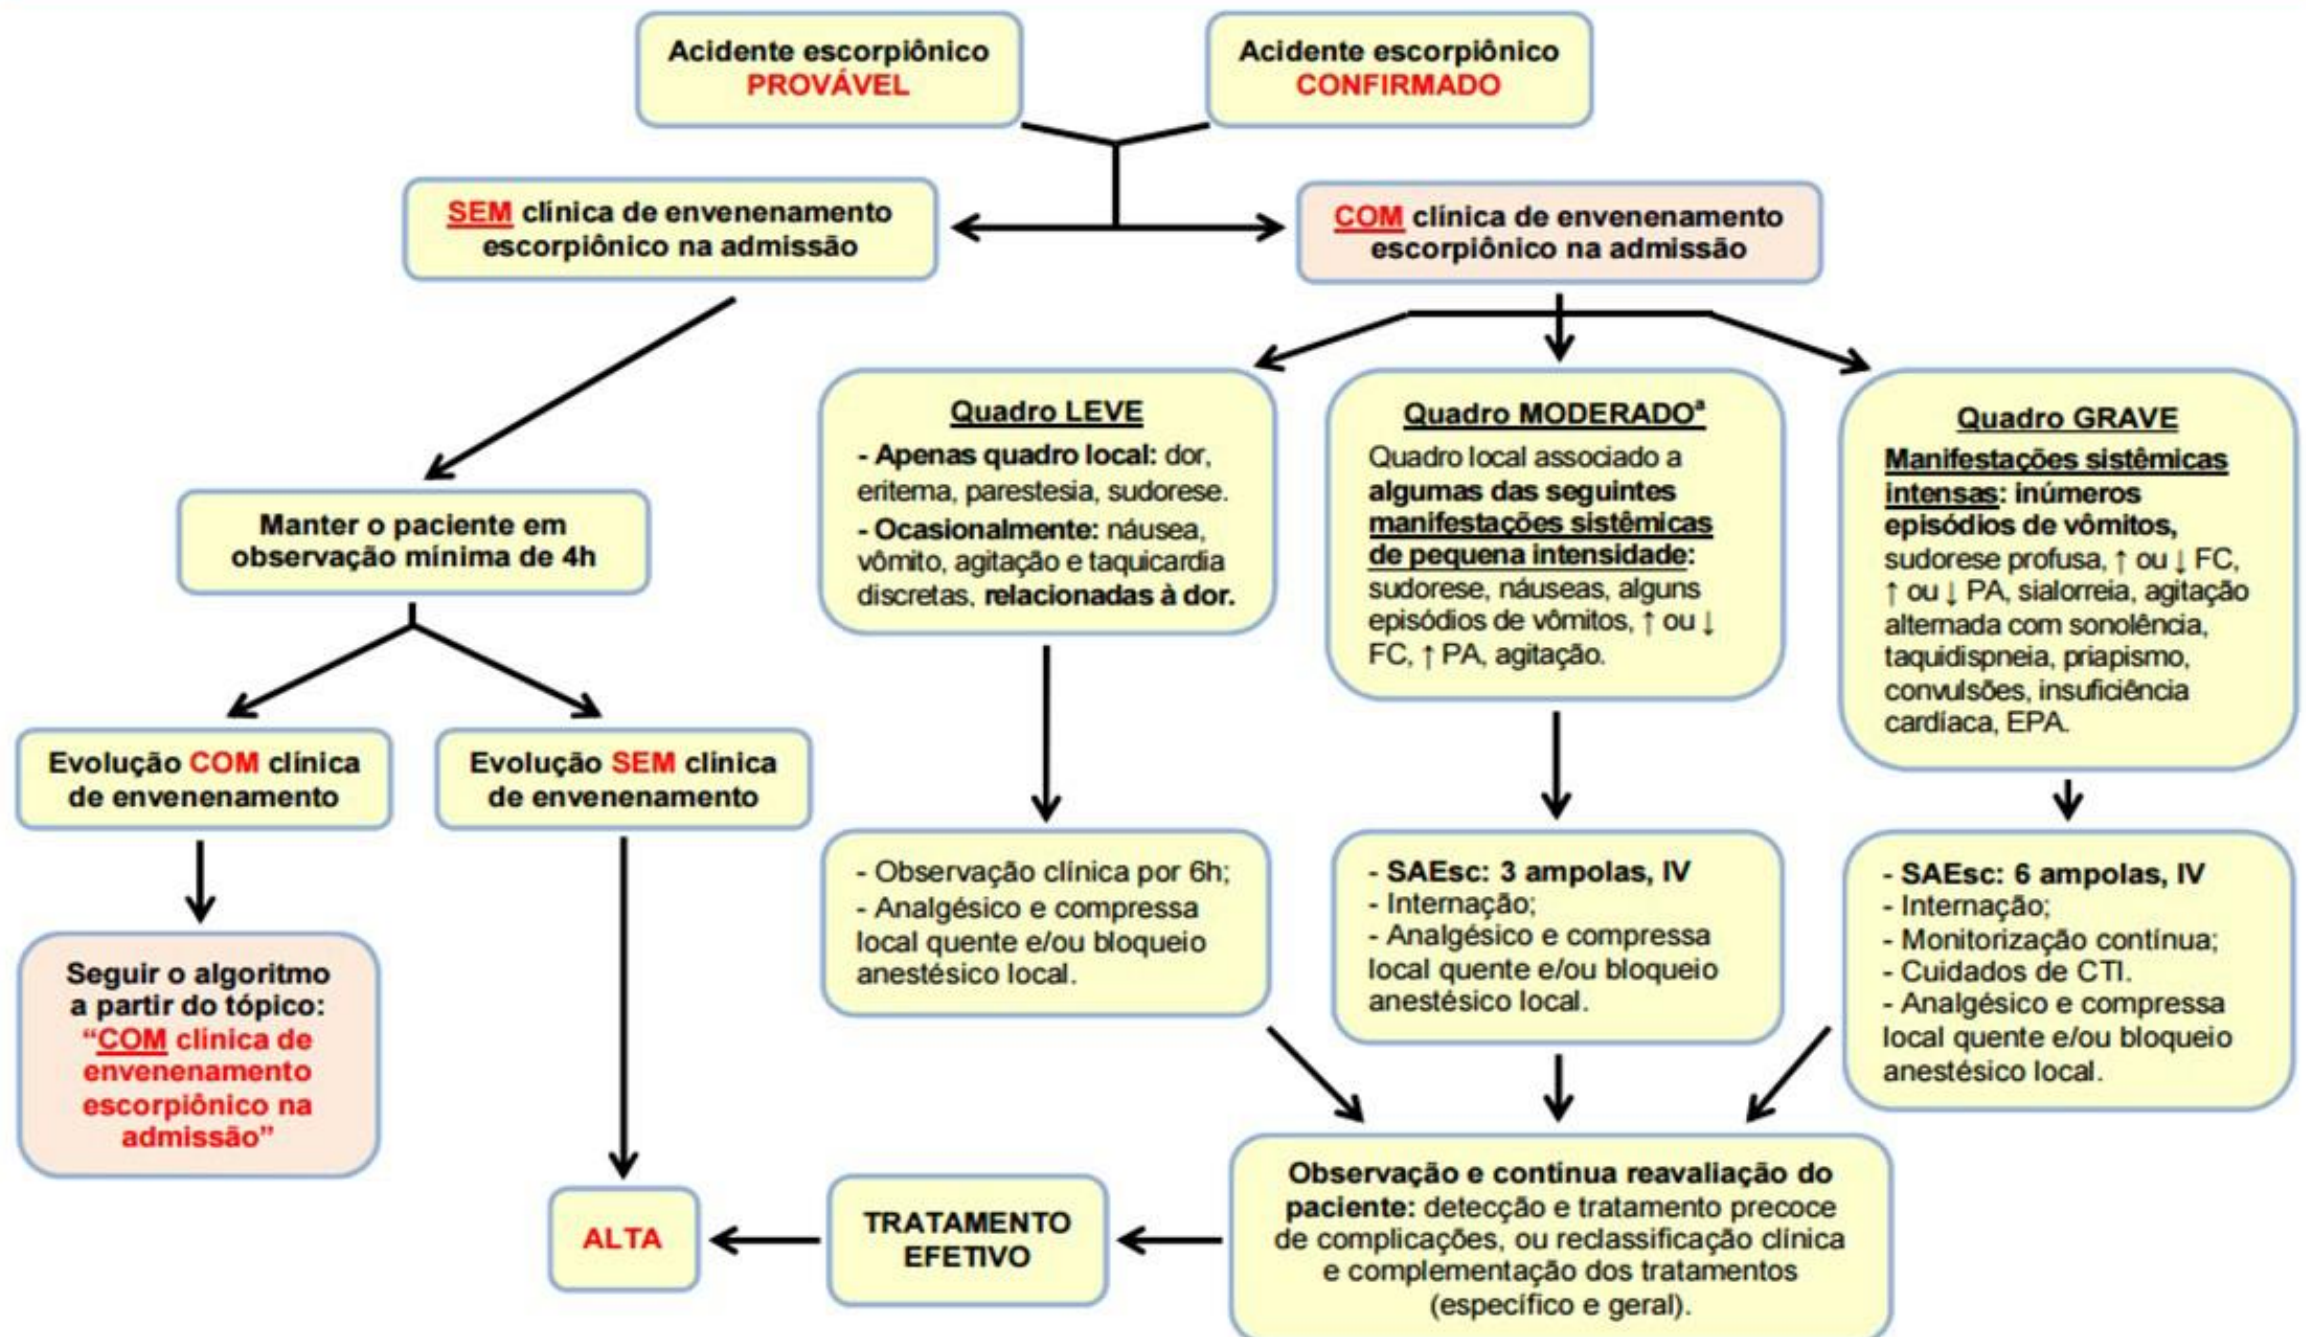 Acidente escorpiônico
PROVÁVEL
Acidente escorpiônico
CONFIRMADO
SEM clínica de envenenamento
escorpiônico na admissão
COM clínica de envenenamento
escorpiônico na admissão
Manter o paciente em
observação mínima de 4h
Evolução COM clínica
de envenenamento
Evolução SEM clínica
de envenenamento
Seguir o algoritmo
a partir do tópico:
“COM clínica de
envenenamento
escorpiônico na
admissão”
Quadro LEVE
- Apenas quadro local: dor,
eritema, parestesia, sudorese.
- Ocasionalmente: náusea,
vômito, agitação e taquicardia
discretas, relacionadas à dor.
Quadro MODERADOª
Quadro local associado a
algumas das seguintes
manifestações sistêmicas
de pequena intensidade:
sudorese, náuseas, alguns
episódios de vômitos, ↑ ou ↓
FC, ↑ PA, agitação.
Quadro GRAVE
Manifestações sistêmicas
intensas: inúmeros
episódios de vômitos,
sudorese profusa, ↑ ou ↓ FC,
↑ ou ↓ PA, sialorreia, agitação
alternada com sonolência,
taquidispneia, priapismo,
convulsões, insuficiência
cardíaca, EPA.
- Observação clínica por 6h;
- Analgésico e compressa
local quente e/ou bloqueio
anestésico local.
- SAEsc: 3 ampolas, IV
- Internação;
- Analgésico e compressa
local quente e/ou bloqueio
anestésico local.
- SAEsc: 6 ampolas, IV
- Internação;
- Monitorização contínua;
- Cuidados de CTI.
- Analgésico e compressa
local quente e/ou bloqueio
anestésico local.
Observação e contínua reavaliação do
paciente: detecção e tratamento precoce
de complicações, ou reclassificação clínica
e complementação dos tratamentos
(específico e geral).
TRATAMENTO
EFETIVO
ALTA